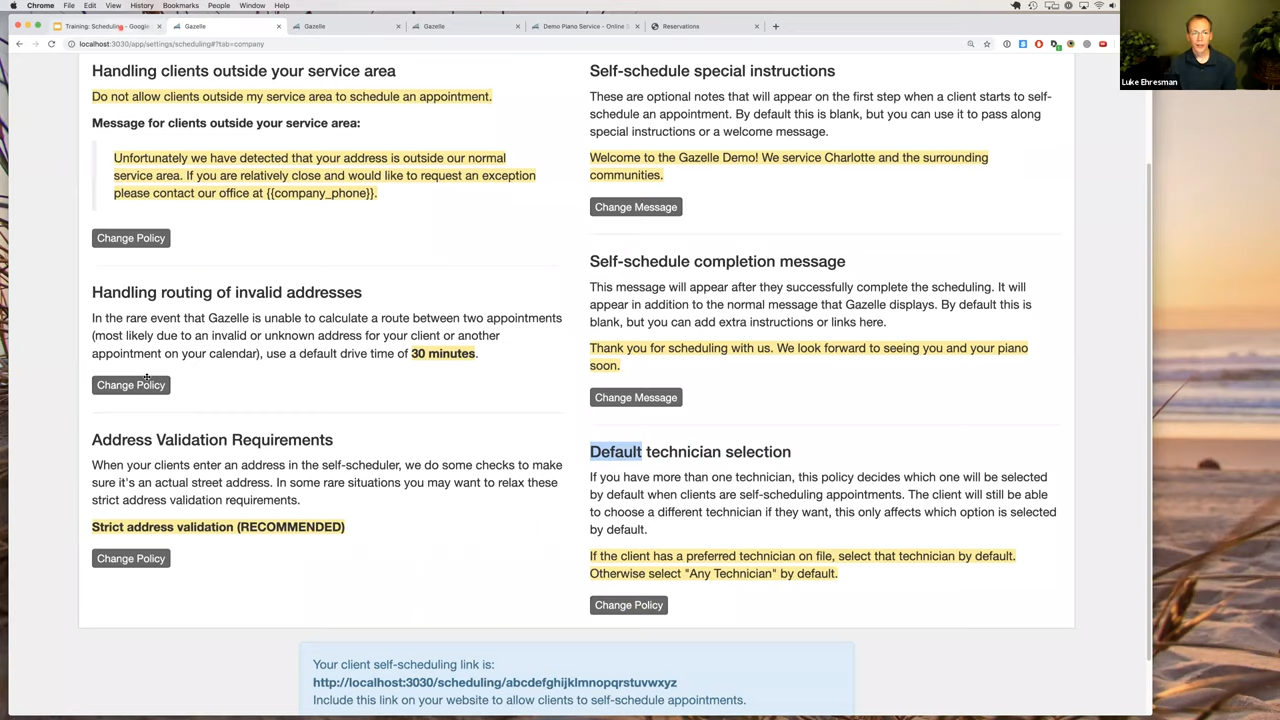 Chrome File Edit View History Bookmarks People Window Help
Training: Scheduling - Google
Gazelle
Gazelle
Gazelle
Demo Piano Service - Online
Reservations
localhost:3030/app/settings/scheduling#?tab=company
Luke Ehresman
Handling clients outside your service area
Do not allow clients outside my service area to schedule an appointment.
Message for clients outside your service area:
Unfortunately we have detected that your address is outside our normal
service area. If you are relatively close and would like to request an exception
please contact our office at {{company_phone}}.
Change Policy
Handling routing of invalid addresses
In the rare event that Gazelle is unable to calculate a route between two appointments
(most likely due to an invalid or unknown address for your client or another
appointment on your calendar), use a default drive time of 30 minutes.
Change Policy
Address Validation Requirements
When your clients enter an address in the self-scheduler, we do some checks to make
sure it's an actual street address. In some rare situations you may want to relax these
strict address validation requirements.
Strict address validation (RECOMMENDED)
Change Policy
Self-schedule special instructions
These are optional notes that will appear on the first step when a client starts to self-
schedule an appointment. By default this is blank, but you can use it to pass along
special instructions or a welcome message.
Welcome to the Gazelle Demo! We service Charlotte and the surrounding
communities.
Change Message
Self-schedule completion message
This message will appear after they successfully complete the scheduling. It will
appear in addition to the normal message that Gazelle displays. By default this is
blank, but you can add extra instructions or links here.
Thank you for scheduling with us. We look forward to seeing you and your piano
soon.
Change Message
Default technician selection
If you have more than one technician, this policy decides which one will be selected
by default when clients are self-scheduling appointments. The client will still be able
to choose a different technician if they want, this only affects which option is selected
by default.
If the client has a preferred technician on file, select that technician by default.
Otherwise select "Any Technician" by default.
Change Policy
Your client self-scheduling link is:
http://localhost:3030/scheduling/abcdefghijklmnopqrstuvwxyz
Include this link on your website to allow clients to self-schedule appointments.